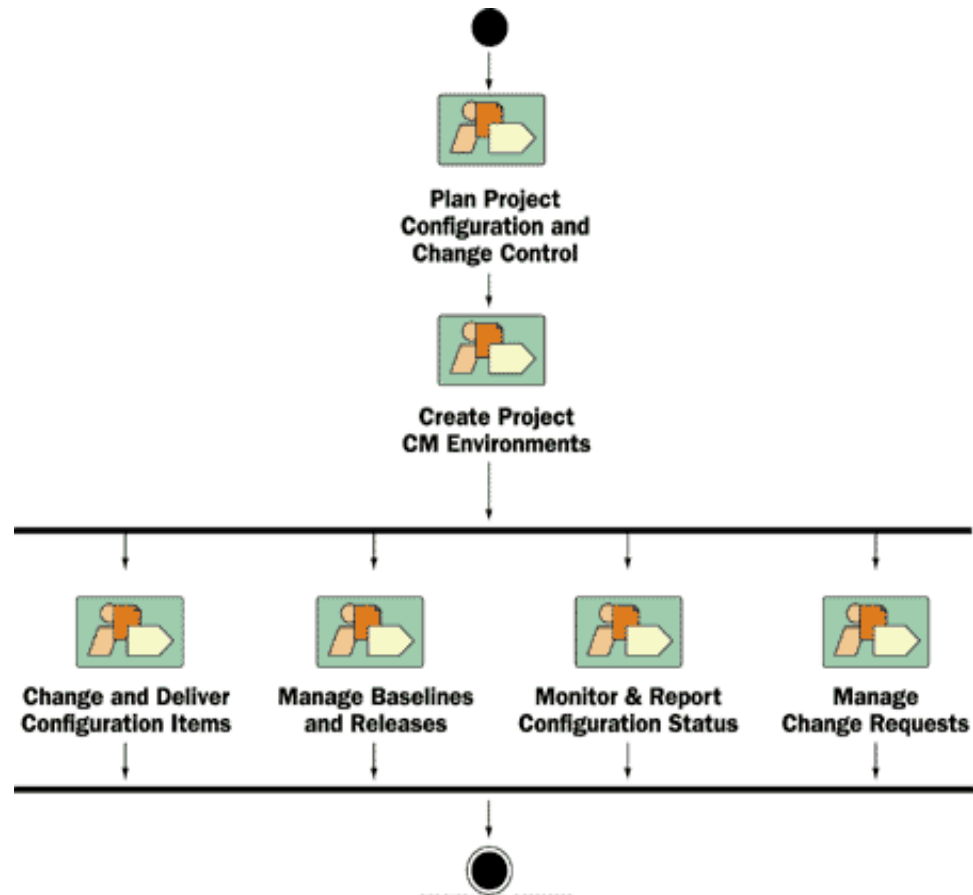 Plan Project
Configuration and
Change Control
Create Project
CM Environments
Change and Deliver
Configuration Items
Manage Baselines
and Releases
Monitor & Report
Configuration Status
Manage
Change Requests